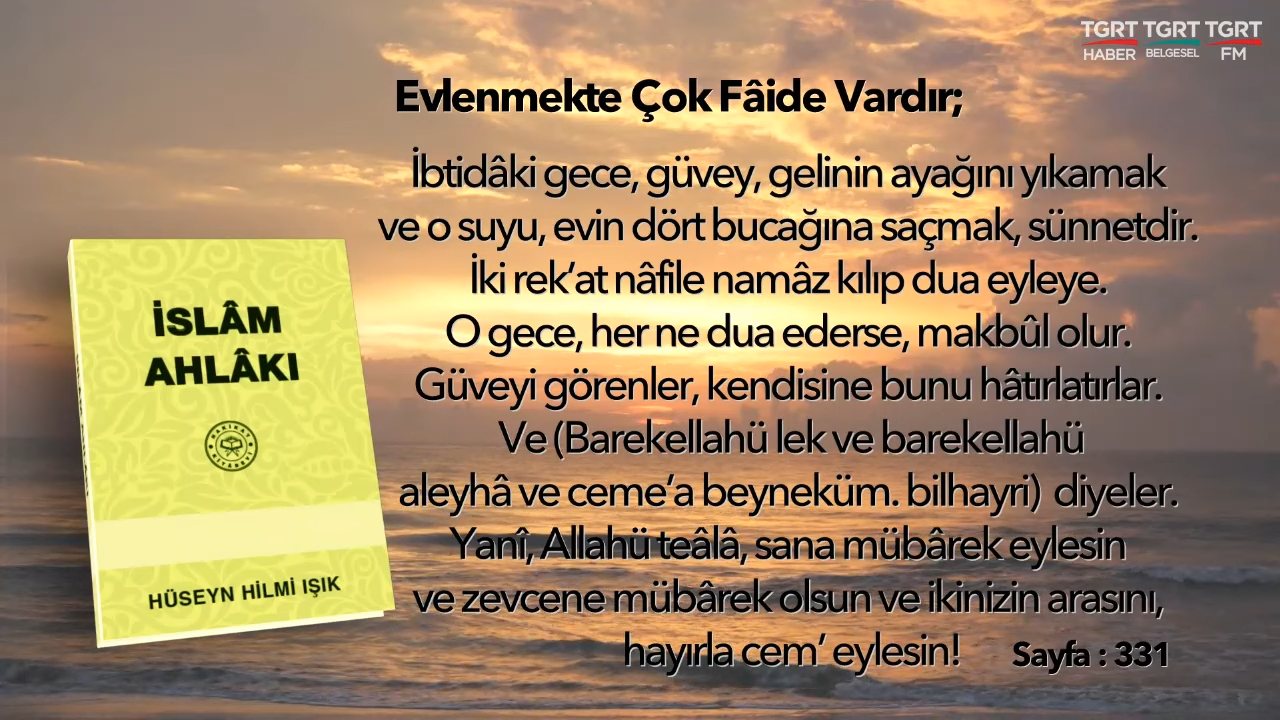 TGRT HABER TGRT BELGESEL TGRT FM
Evlenmekte Çok Fâide Vardır;
İbtidâki gece, güvey, gelinin ayağını yıkamak
ve o suyu, evin dört bucağına saçmak, sünnetdir.
İki rek‘at nâfile namâz kılıp dua eyleye.
O gece, her ne dua ederse, makbûl olur.
Güveyi görenler, kendisine bunu hâtırlatırlar.
Ve (Barekellahü lek ve barekellahü
aleyhâ ve ceme’a beyneküm. bilhayri) diyeler.
Yanî, Allahü teâlâ, sana mübârek eylesin
ve zevcene mübârek olsun ve ikinizin arasını,
hayırla cem’ eylesin!
Sayfa : 331
İSLÂM
AHLÂKI
HAKİKAT KİTABEVİ
HÜSEYN HİLMİ IŞIK